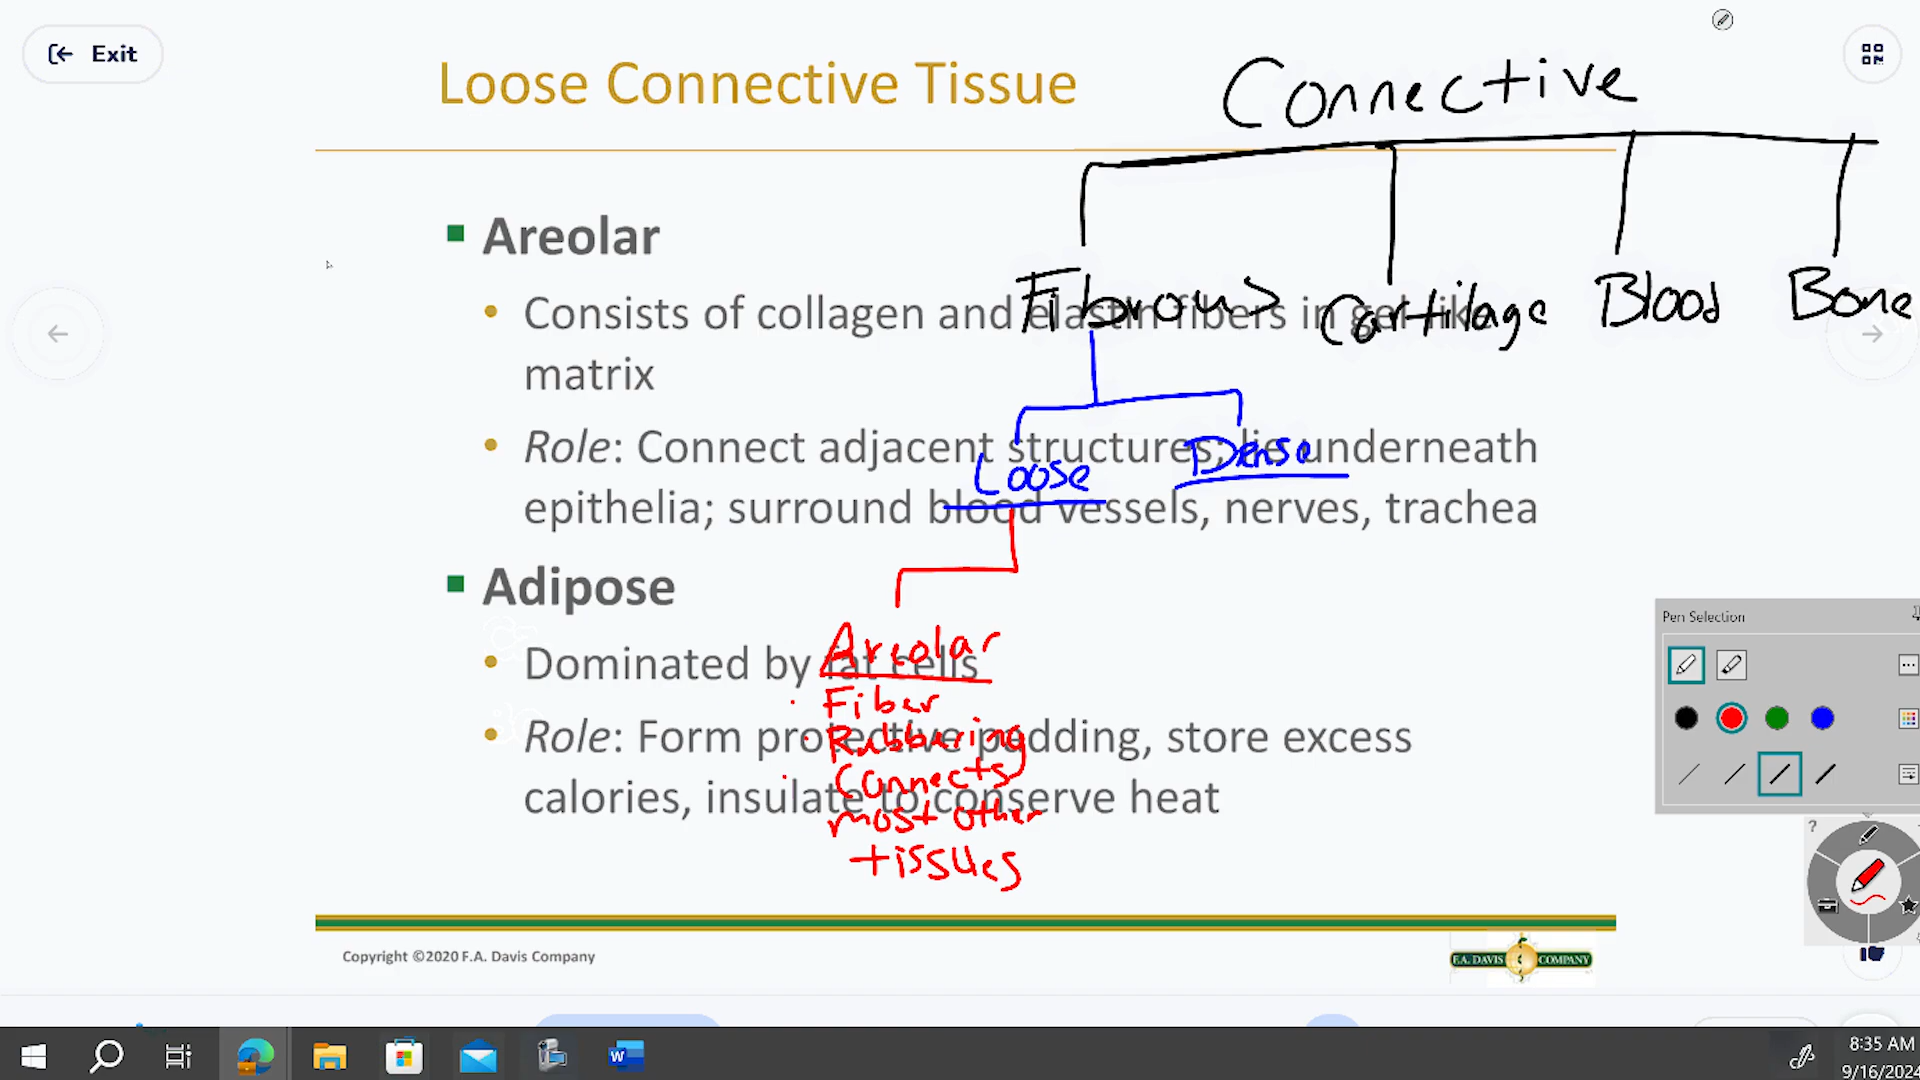 Exit
Loose Connective Tissue
Connective
Areolar
Consists of collagen and elastin fibers in gel-like
matrix
Fibrous
Cartilage
Blood
Bone
Role: Connect adjacent structures; lie underneath
epithelia; surround blood vessels, nerves, trachea
Loose
Dense
Adipose
Dominated by fat cells
Role: Form protective padding, store excess
calories, insulate to conserve heat
Areolar
Fiber
Rubbering
Connects
most other
tissues
Pen Selection
?
Copyright ©2020 F.A. Davis Company
F.A. DAVIS COMPANY
8:35 AM
9/16/2024